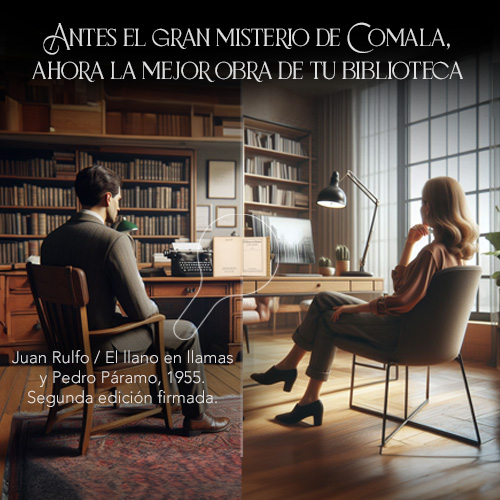 Antes el gran misterio de Comala,
ahora la mejor obra de tu biblioteca
Juan Rulfo / El llano en llamas
y Pedro Páramo, 1955.
Segunda edición firmada.